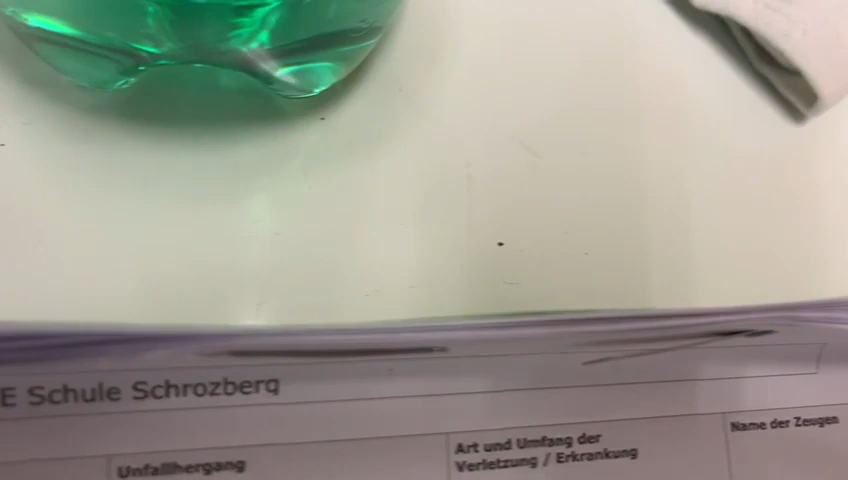 E Schule Schrozberg
Unfallhergang
Art und Umfang der
Verletzung / Erkrankung
Name der Zeugen